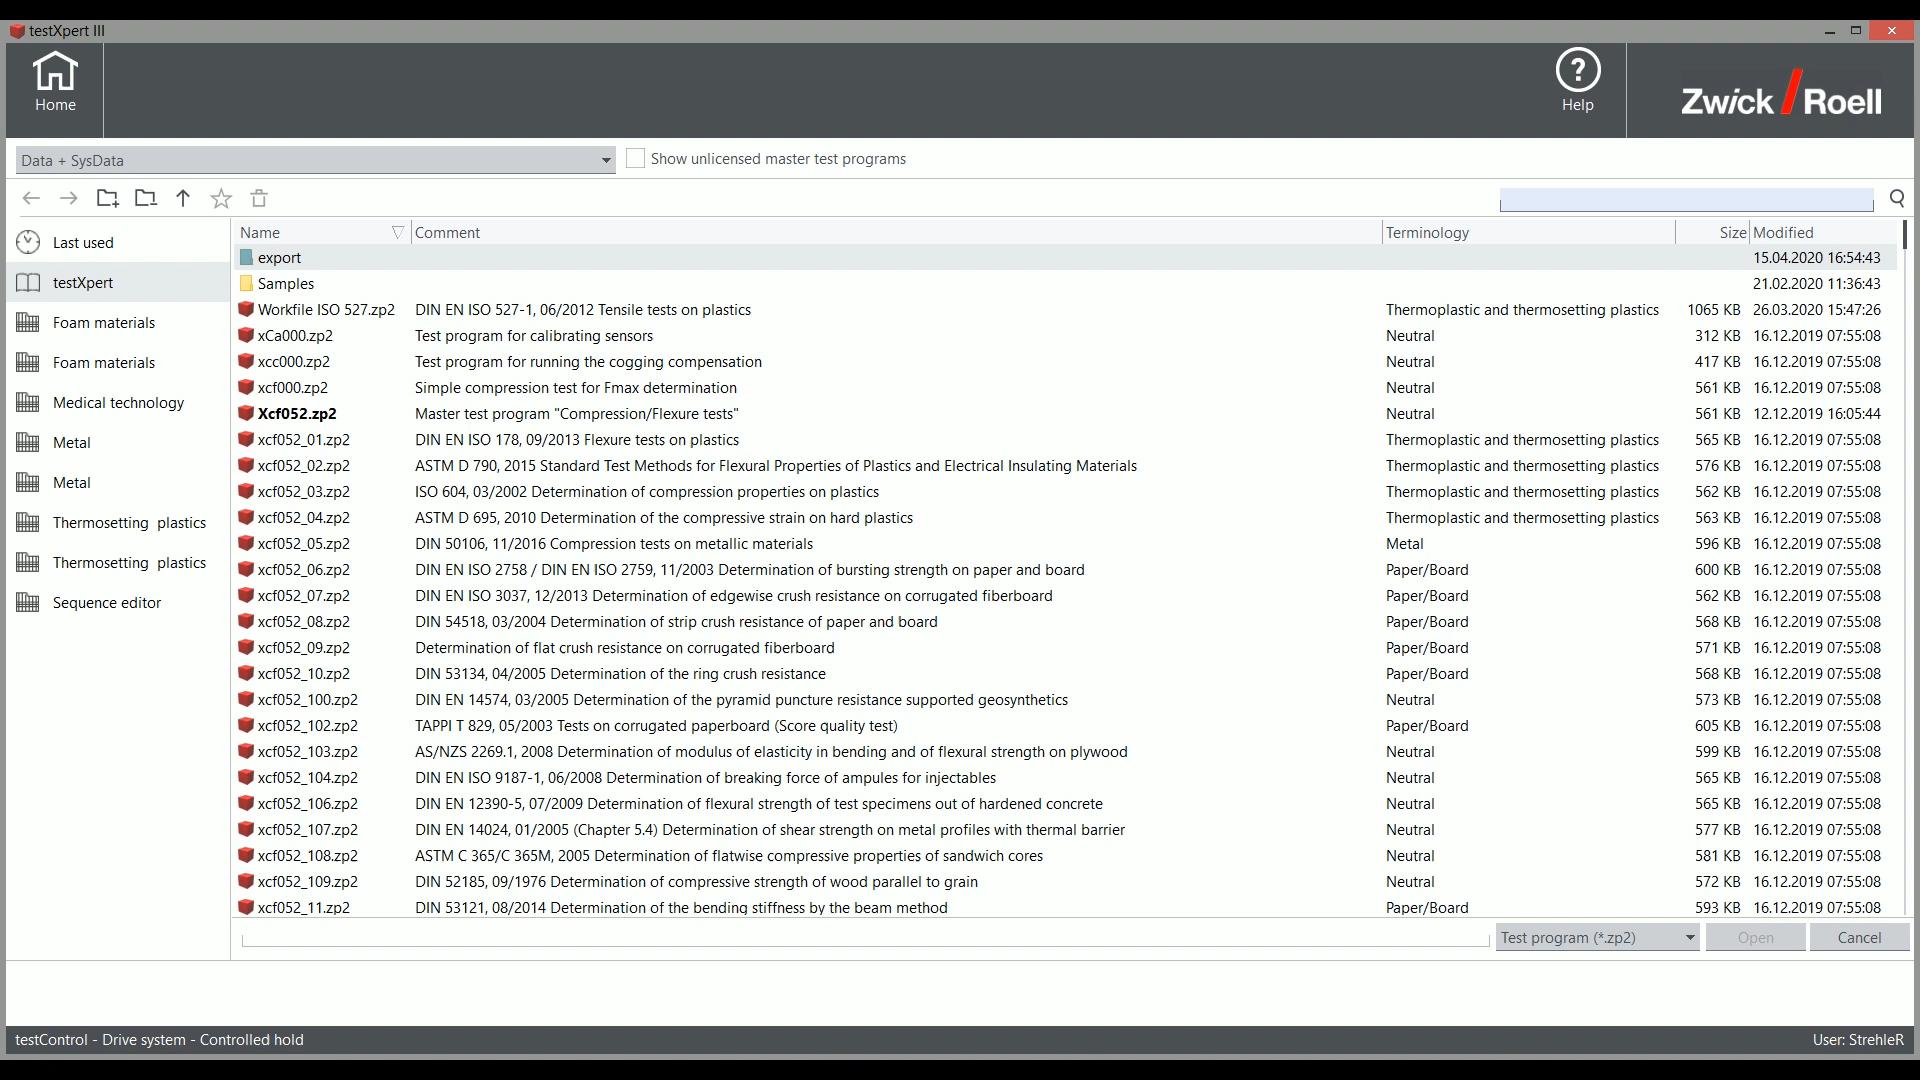 testXpert III
Home
? Help
Zwick / Roell
Data + SysData
Show unlicensed master test programs
Name Comment Terminology Size Modified
Last used
testXpert
Foam materials
Foam materials
Medical technology
Metal
Metal
Thermosetting plastics
Thermosetting plastics
Sequence editor
export 15.04.2020 16:54:43
Samples 21.02.2020 11:36:43
Workfile ISO 527.zp2 DIN EN ISO 527-1, 06/2012 Tensile tests on plastics Thermoplastic and thermosetting plastics 1065 KB 26.03.2020 15:47:26
xCa000.zp2 Test program for calibrating sensors Neutral 312 KB 16.12.2019 07:55:08
xcc000.zp2 Test program for running the cogging compensation Neutral 417 KB 16.12.2019 07:55:08
xcf000.zp2 Simple compression test for Fmax determination Neutral 561 KB 16.12.2019 07:55:08
Xcf052.zp2 Master test program "Compression/Flexure tests" Neutral 561 KB 12.12.2019 16:05:44
xcf052_01.zp2 DIN EN ISO 178, 09/2013 Flexure tests on plastics Thermoplastic and thermosetting plastics 565 KB 16.12.2019 07:55:08
xcf052_02.zp2 ASTM D 790, 2015 Standard Test Methods for Flexural Properties of Plastics and Electrical Insulating Materials Thermoplastic and thermosetting plastics 576 KB 16.12.2019 07:55:08
xcf052_03.zp2 ISO 604, 03/2002 Determination of compression properties on plastics Thermoplastic and thermosetting plastics 562 KB 16.12.2019 07:55:08
xcf052_04.zp2 ASTM D 695, 2010 Determination of the compressive strain on hard plastics Thermoplastic and thermosetting plastics 563 KB 16.12.2019 07:55:08
xcf052_05.zp2 DIN 50106, 11/2016 Compression tests on metallic materials Metal 596 KB 16.12.2019 07:55:08
xcf052_06.zp2 DIN EN ISO 2758 / DIN EN ISO 2759, 11/2003 Determination of bursting strength on paper and board Paper/Board 600 KB 16.12.2019 07:55:08
xcf052_07.zp2 DIN EN ISO 3037, 12/2013 Determination of edgewise crush resistance on corrugated fiberboard Paper/Board 562 KB 16.12.2019 07:55:08
xcf052_08.zp2 DIN 54518, 03/2004 Determination of strip crush resistance of paper and board Paper/Board 568 KB 16.12.2019 07:55:08
xcf052_09.zp2 Determination of flat crush resistance on corrugated fiberboard Paper/Board 571 KB 16.12.2019 07:55:08
xcf052_10.zp2 DIN 53134, 04/2005 Determination of the ring crush resistance Paper/Board 568 KB 16.12.2019 07:55:08
xcf052_100.zp2 DIN EN 14574, 03/2005 Determination of the pyramid puncture resistance supported geosynthetics Neutral 573 KB 16.12.2019 07:55:08
xcf052_102.zp2 TAPPI T 829, 05/2003 Tests on corrugated paperboard (Score quality test) Paper/Board 605 KB 16.12.2019 07:55:08
xcf052_103.zp2 AS/NZS 2269.1, 2008 Determination of modulus of elasticity in bending and of flexural strength on plywood Neutral 599 KB 16.12.2019 07:55:08
xcf052_104.zp2 DIN EN ISO 9187-1, 06/2008 Determination of breaking force of ampules for injectables Neutral 565 KB 16.12.2019 07:55:08
xcf052_106.zp2 DIN EN 12390-5, 07/2009 Determination of flexural strength of test specimens out of hardened concrete Neutral 565 KB 16.12.2019 07:55:08
xcf052_107.zp2 DIN EN 14024, 01/2005 (Chapter 5.4) Determination of shear strength on metal profiles with thermal barrier Neutral 577 KB 16.12.2019 07:55:08
xcf052_108.zp2 ASTM C 365/C 365M, 2005 Determination of flatwise compressive properties of sandwich cores Neutral 581 KB 16.12.2019 07:55:08
xcf052_109.zp2 DIN 52185, 09/1976 Determination of compressive strength of wood parallel to grain Neutral 572 KB 16.12.2019 07:55:08
xcf052_11.zp2 DIN 53121, 08/2014 Determination of the bending stiffness by the beam method Paper/Board 593 KB 16.12.2019 07:55:08
Test program (*.zp2) Open Cancel
testControl - Drive system - Controlled hold User: StrehleR